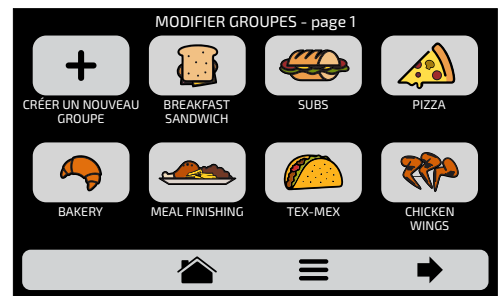 MODIFIER GROUPES - page 1
CRÉER UN NOUVEAU
GROUPE
BREAKFAST
SANDWICH
SUBS
PIZZA
BAKERY
MEAL FINISHING
TEX-MEX
CHICKEN
WINGS